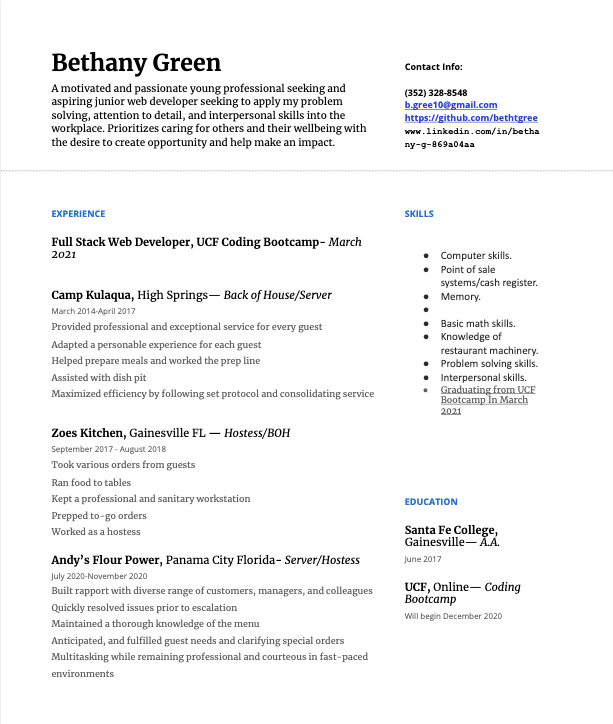 Bethany Green
A motivated and passionate young professional seeking and
aspiring junior web developer seeking to apply my problem
solving, attention to detail, and interpersonal skills into the
workplace. Prioritizes caring for others and their wellbeing with
the desire to create opportunity and help make an impact.
Contact Info:
(352) 328-8548
b.gree10@gmail.com
https://github.com/bethtgree
www.linkedin.com/in/betha
ny-g-869a04aa
EXPERIENCE
Full Stack Web Developer, UCF Coding Bootcamp- March
2021
Camp Kulaqua, High Springs— Back of House/Server
March 2014-April 2017
Provided professional and exceptional service for every guest
Adapted a personable experience for each guest
Helped prepare meals and worked the prep line
Assisted with dish pit
Maximized efficiency by following set protocol and consolidating service
Zoes Kitchen, Gainesville FL — Hostess/BOH
September 2017 - August 2018
Took various orders from guests
Ran food to tables
Kept a professional and sanitary workstation
Prepped to-go orders
Worked as a hostess
Andy's Flour Power, Panama City Florida- Server/Hostess
July 2020-November 2020
Built rapport with diverse range of customers, managers, and colleagues
Quickly resolved issues prior to escalation
Maintained a thorough knowledge of the menu
Anticipated, and fulfilled guest needs and clarifying special orders
Multitasking while remaining professional and courteous in fast-paced
environments
SKILLS
● Computer skills.
● Point of sale
systems/cash register.
● Memory.
●
● Basic math skills.
● Knowledge of
restaurant machinery.
● Problem solving skills.
● Interpersonal skills.
● Graduating from UCF
Bootcamp In March
2021
EDUCATION
Santa Fe College,
Gainesville— A.A.
June 2017
UCF, Online— Coding
Bootcamp
Will begin December 2020